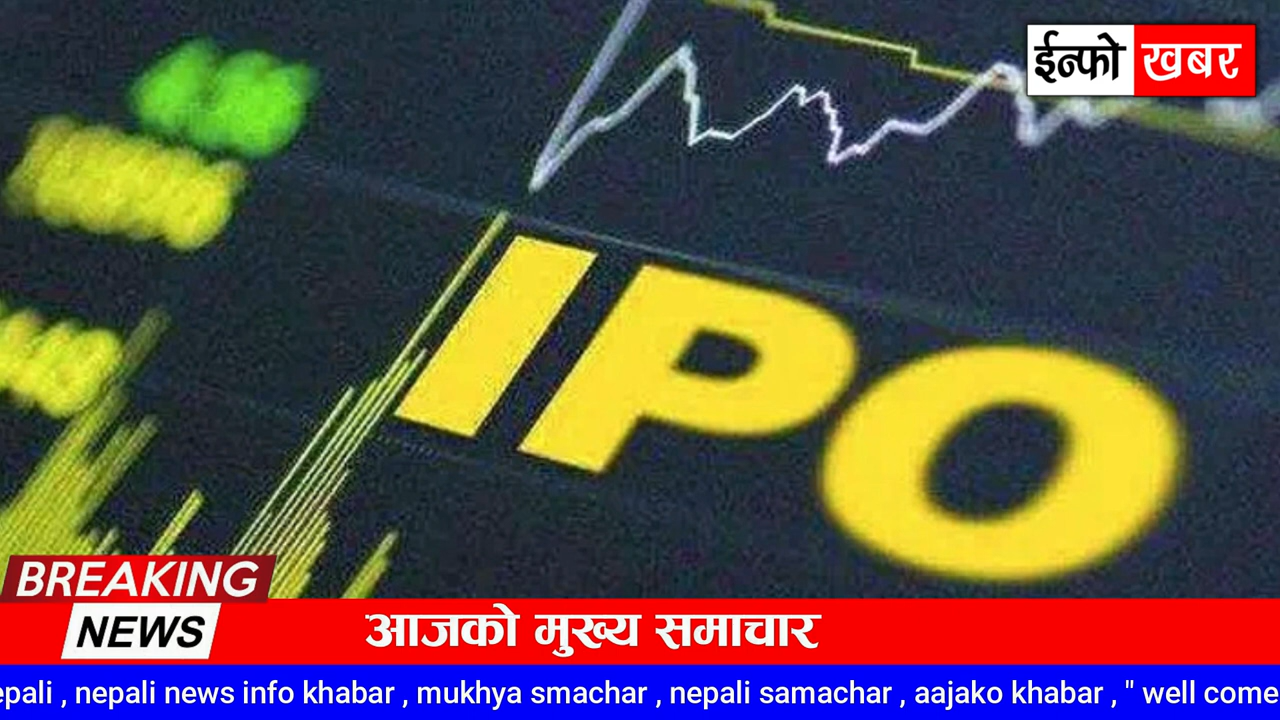 ईन्फो खबर
IPO
BREAKING
NEWS
आजको मुख्य समाचार
epali , nepali news info khabar , mukhya smachar , nepali samachar , aajako khabar , " well come